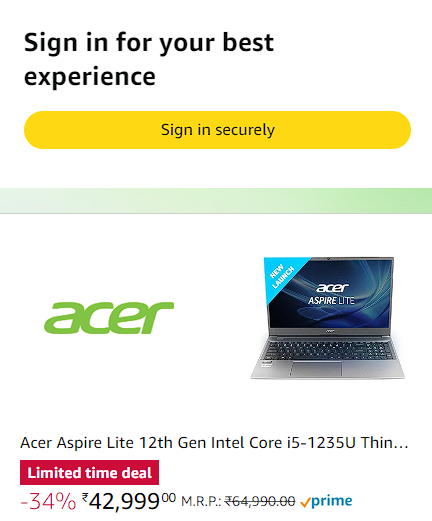 Sign in for your best
experience
Sign in securely
NEW
LAUNCH
acer
ASPIRE LITE
acer
Acer Aspire Lite 12th Gen Intel Core i5-1235U Thin...
Limited time deal
-34% ₹42,99900 M.R.P.: ₹64,990.00 prime